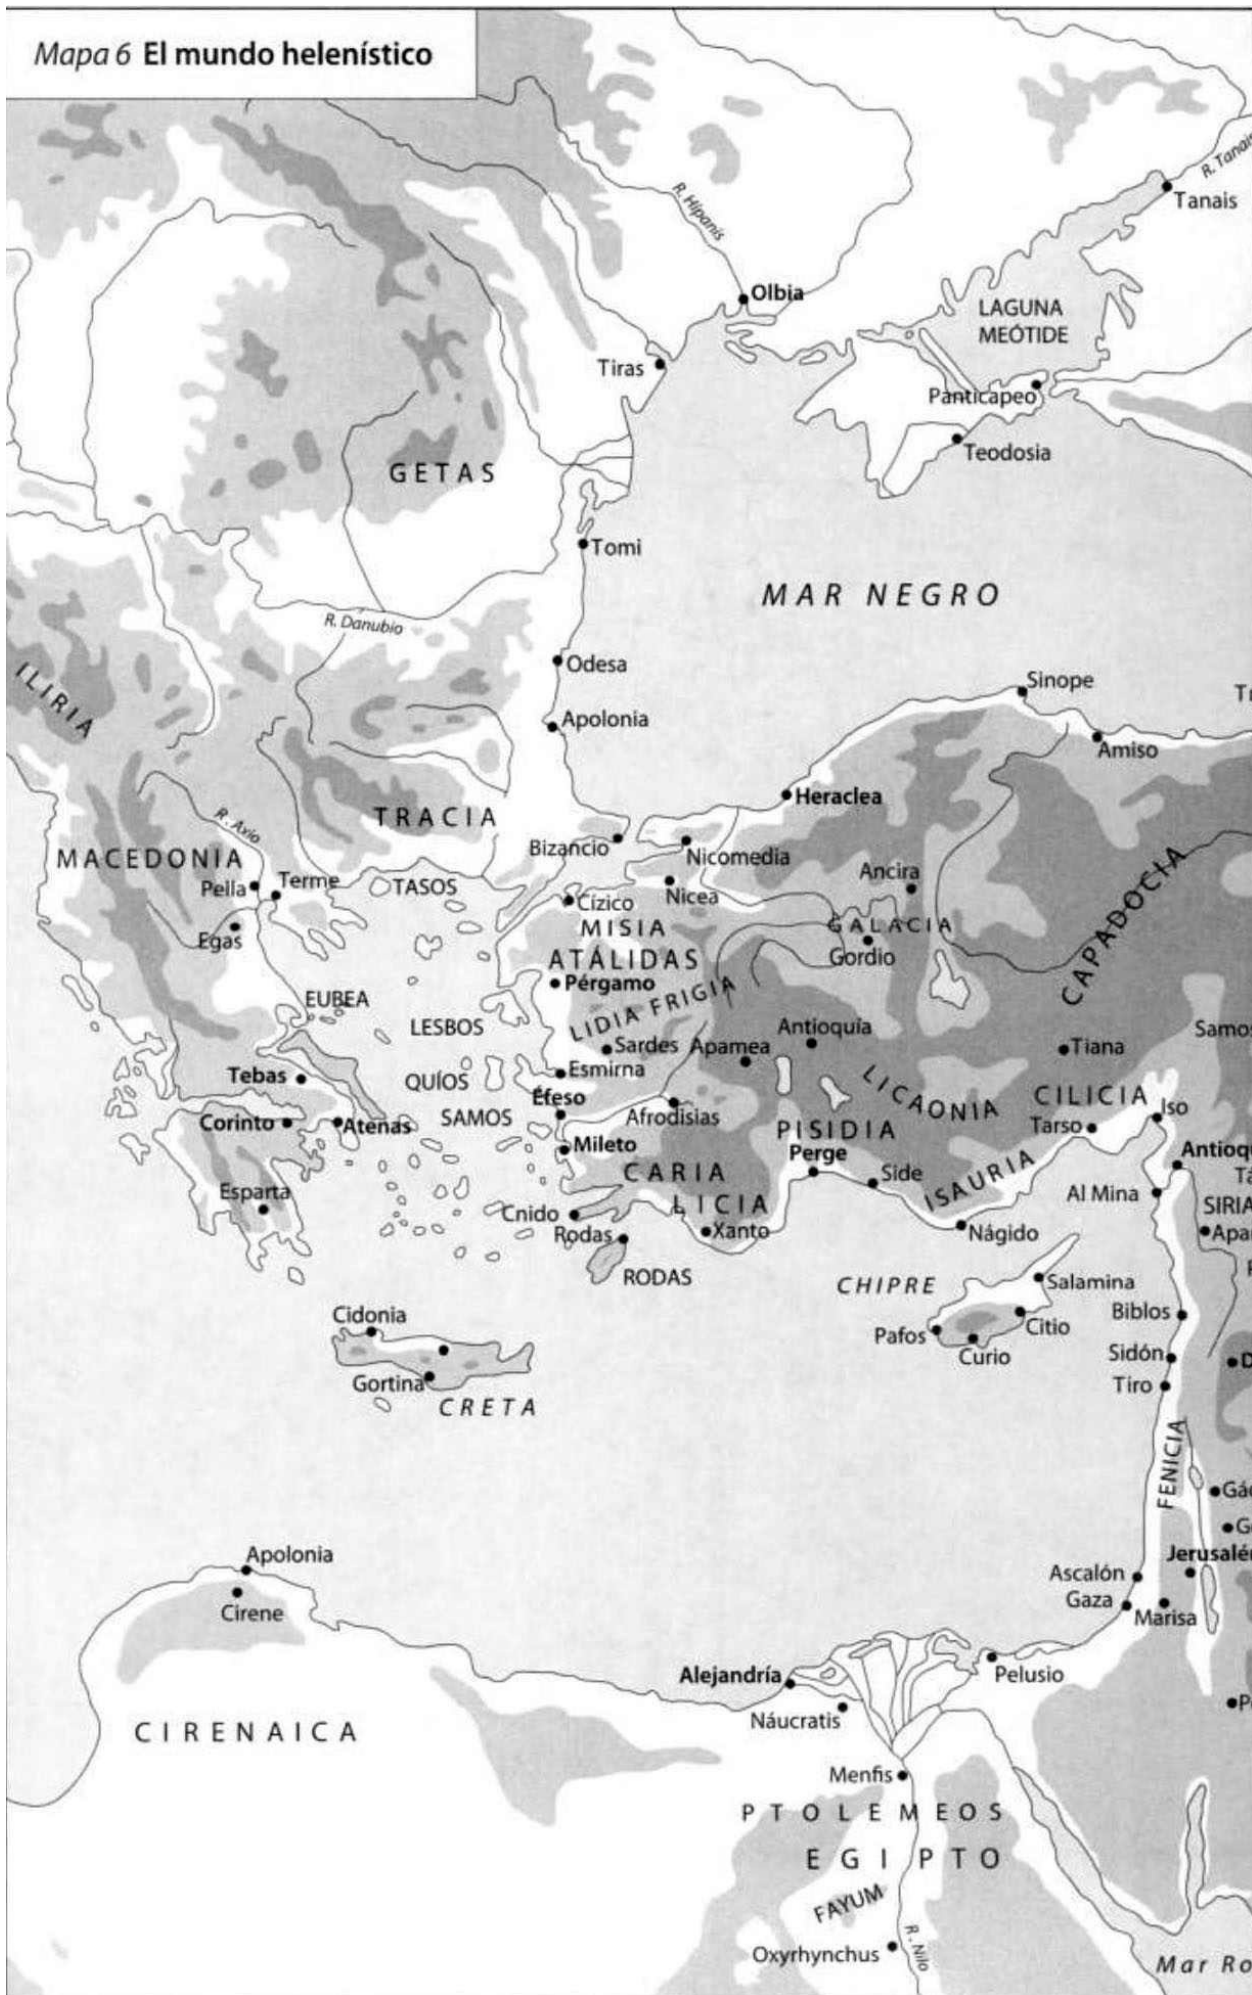 Mapa 6 El mundo helenístico
R. Hípanis
R. Tanais
Tanais
Olbia
LAGUNA
MEÓTIDE
Tiras
Panticapeo
Teodosia
GETAS
Tomi
MAR NEGRO
R. Danubio
Odesa
ILIRIA
Sinope
Apolonia
Amiso
Heraclea
TRACIA
R. Axio
Bizancio
Nicomedia
MACEDONIA
Ancira
CAPADOCIA
Pella
Terme
TASOS
Nicea
Cízico
MISIA
GALACIA
Egas
Gordio
ATÁLIDAS
Pérgamo
EUBEA
LESBOS
LIDIA FRIGIA
Antioquía
Sardes
Apamea
Tiana
Samos
Tebas
QUÍOS
Esmirna
LICAONIA
CILICIA
Éfeso
SAMOS
Afrodisias
Iso
Corinto
Atenas
PISIDIA
Tarso
Mileto
Perge
Antioqu
CARIA
Side
ISAURIA
Esparta
LICIA
Al Mina
SIRIA
Cnido
Rodas
Xanto
Nágido
Apa
RODAS
CHIPRE
Salamina
Cidonia
Biblos
Pafos
Citio
Curio
Sidón
Gortina
Tiro
CRETA
FENICIA
Apolonia
Jerusalén
Ascalón
Cirene
Gaza
Marisa
Alejandría
Pelusio
CIRENAICA
Náucratis
Menfis
PTOLEMEOS
EGIPTO
FAYUM
R. Nilo
Oxyrhynchus
Mar Ro